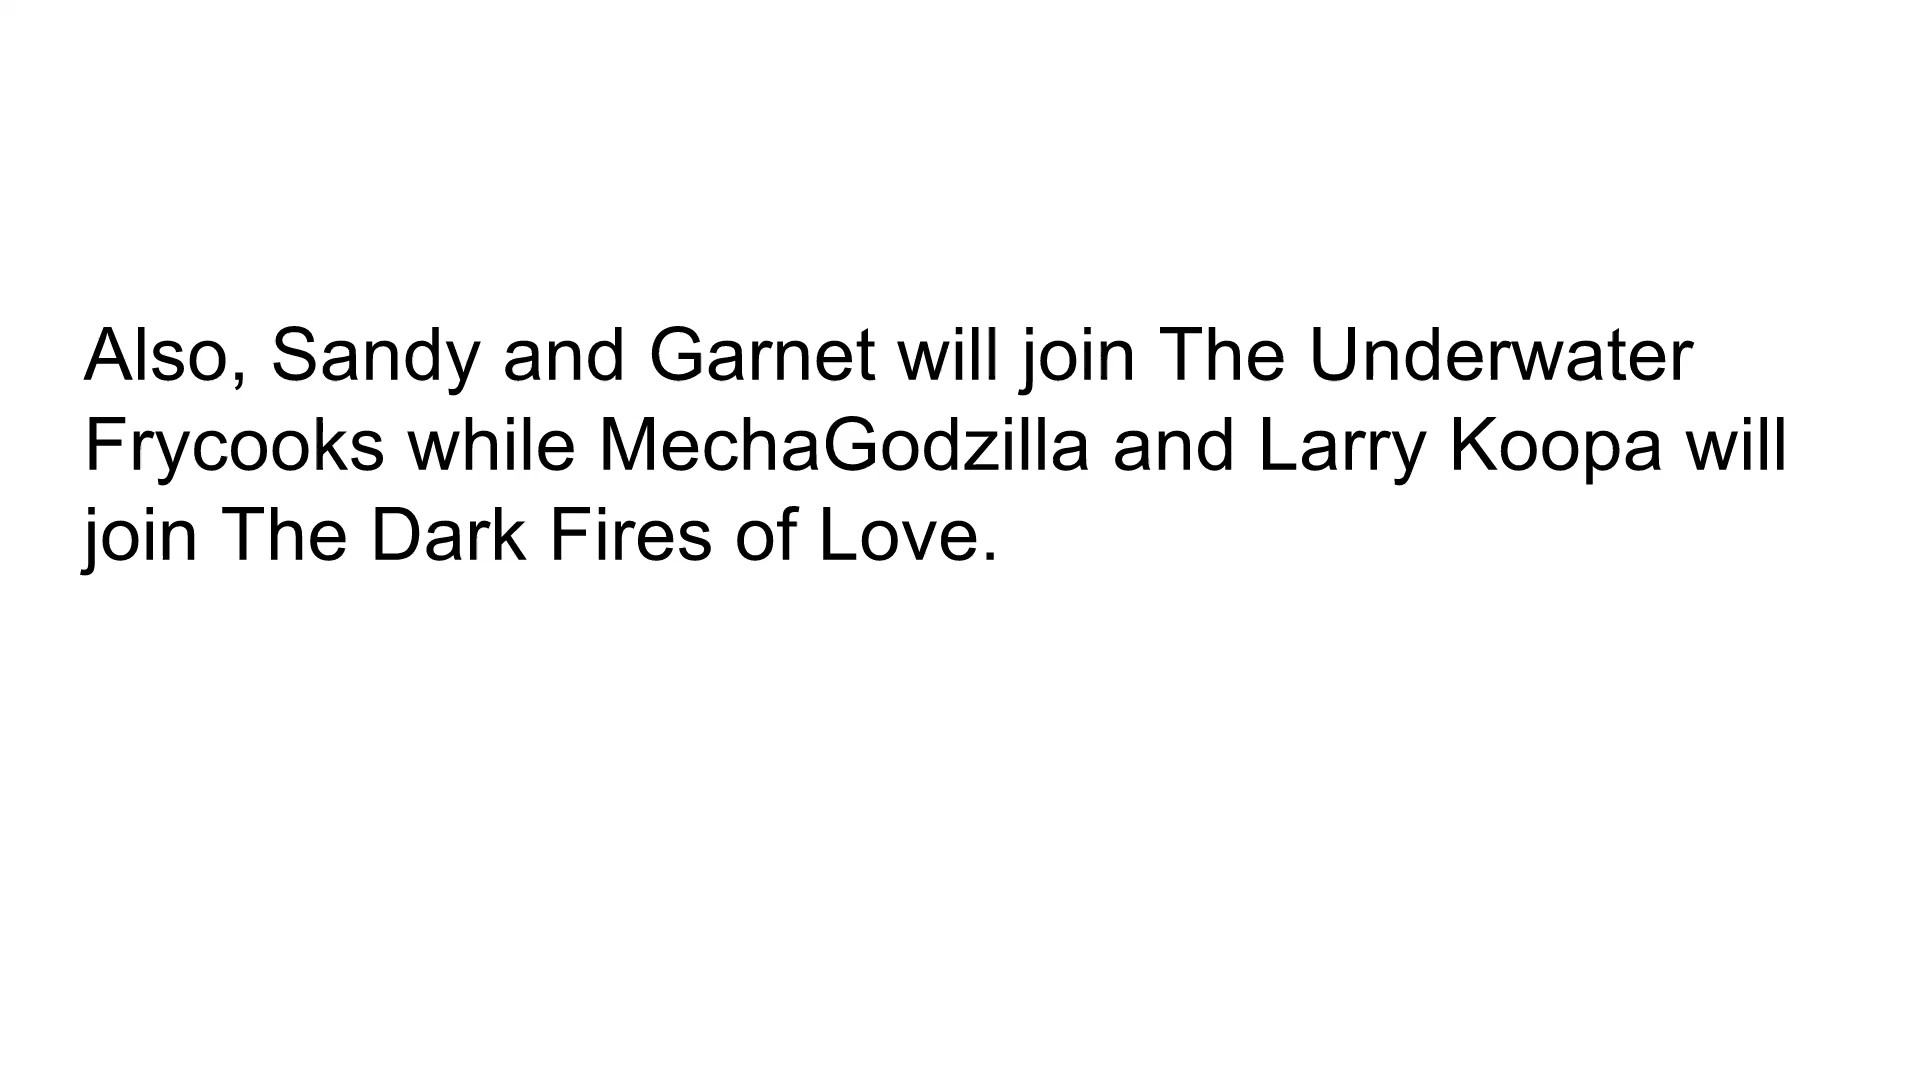 Also, Sandy and Garnet will join The Underwater
Frycooks while MechaGodzilla and Larry Koopa will
join The Dark Fires of Love.